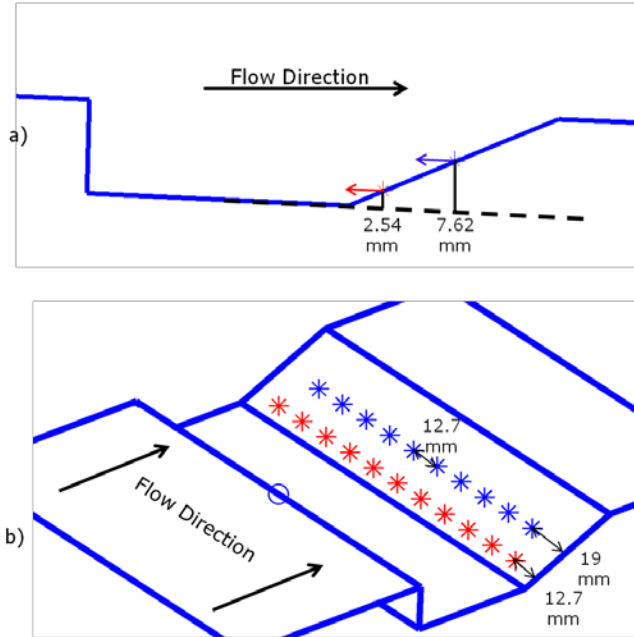 a)
Flow Direction
2.54
mm
7.62
mm
b)
12.7
mm
Flow Direction
19
mm
12.7
mm